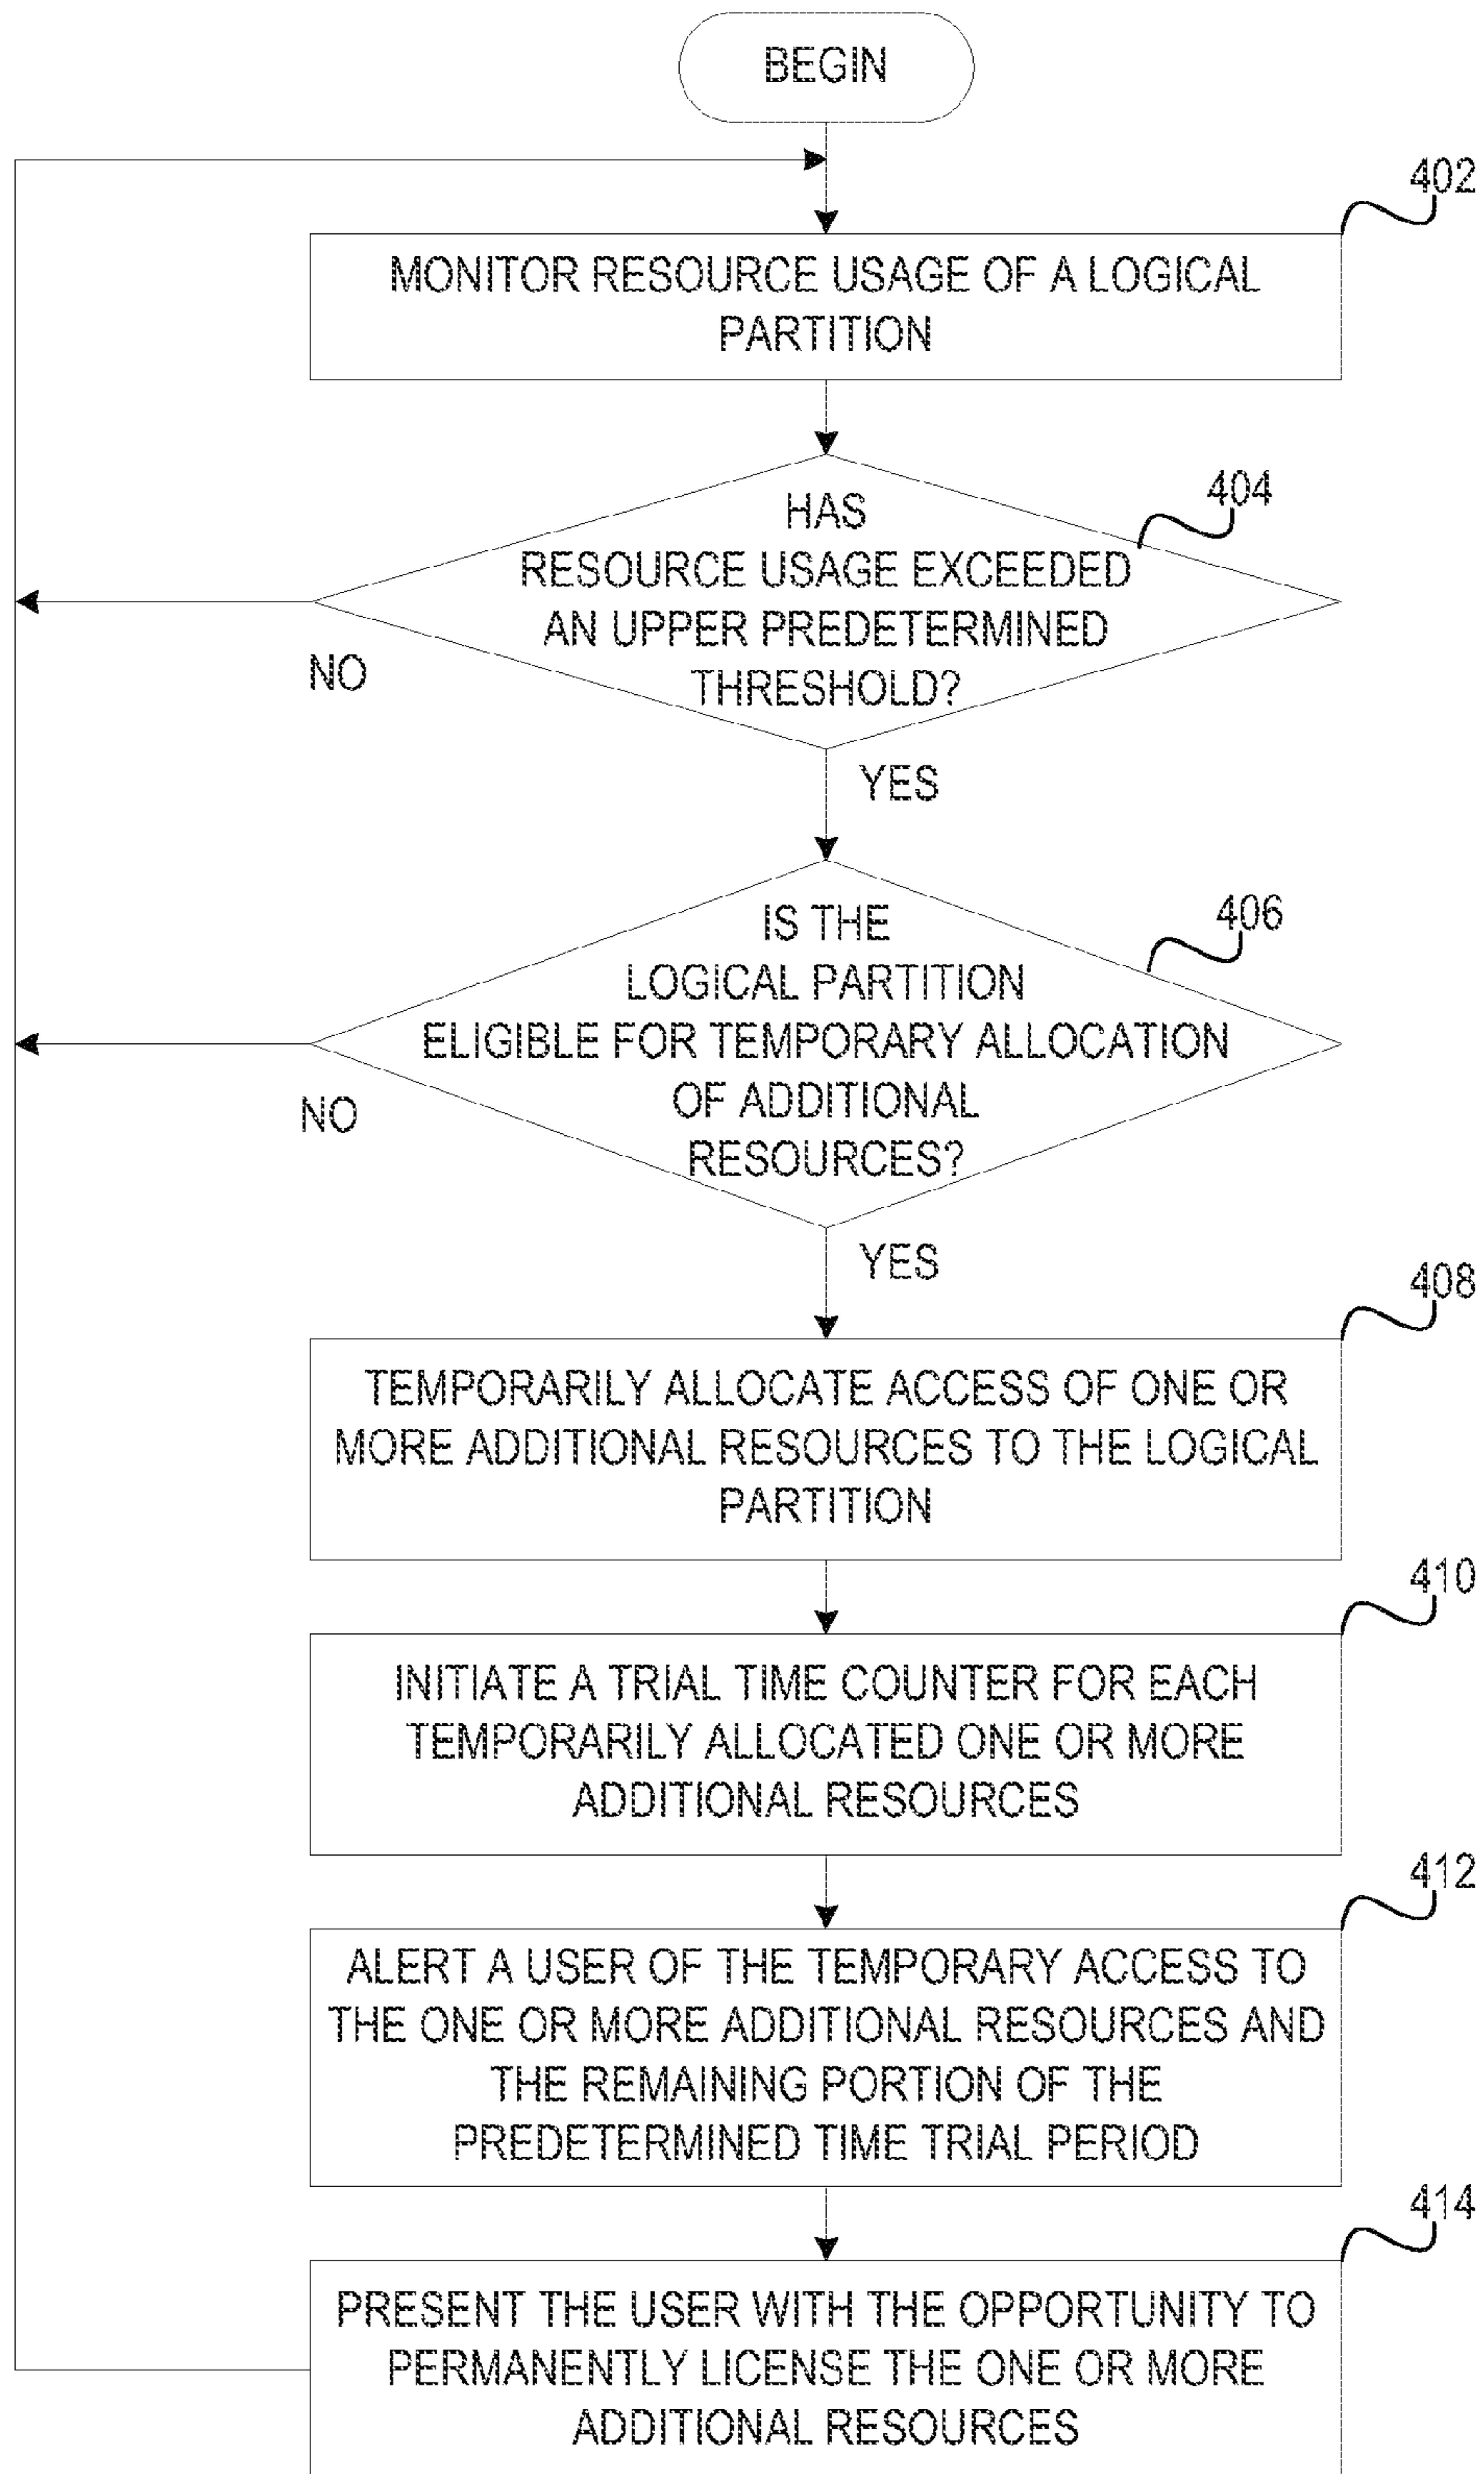 BEGIN
402
MONITOR RESOURCE USAGE OF A LOGICAL
PARTITION
404
HAS
RESOURCE USAGE EXCEEDED
AN UPPER PREDETERMINED
THRESHOLD?
NO
YES
406
IS THE
LOGICAL PARTITION
ELIGIBLE FOR TEMPORARY ALLOCATION
OF ADDITIONAL
RESOURCES?
NO
YES
408
TEMPORARILY ALLOCATE ACCESS OF ONE OR
MORE ADDITIONAL RESOURCES TO THE LOGICAL
PARTITION
410
INITIATE A TRIAL TIME COUNTER FOR EACH
TEMPORARILY ALLOCATED ONE OR MORE
ADDITIONAL RESOURCES
412
ALERT A USER OF THE TEMPORARY ACCESS TO
THE ONE OR MORE ADDITIONAL RESOURCES AND
THE REMAINING PORTION OF THE
PREDETERMINED TIME TRIAL PERIOD
414
PRESENT THE USER WITH THE OPPORTUNITY TO
PERMANENTLY LICENSE THE ONE OR MORE
ADDITIONAL RESOURCES